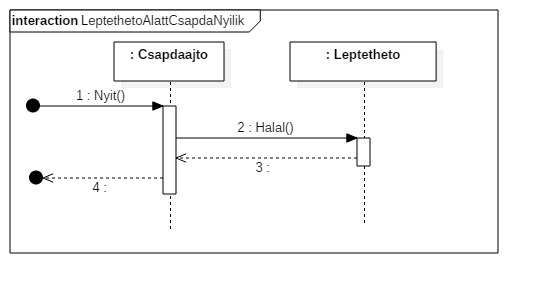 interaction LeptethetoAlattCsapdaNyilik
: Csapdaajto
: Leptetheto
1 : Nyit()
2 : Halal()
3 :
4 :